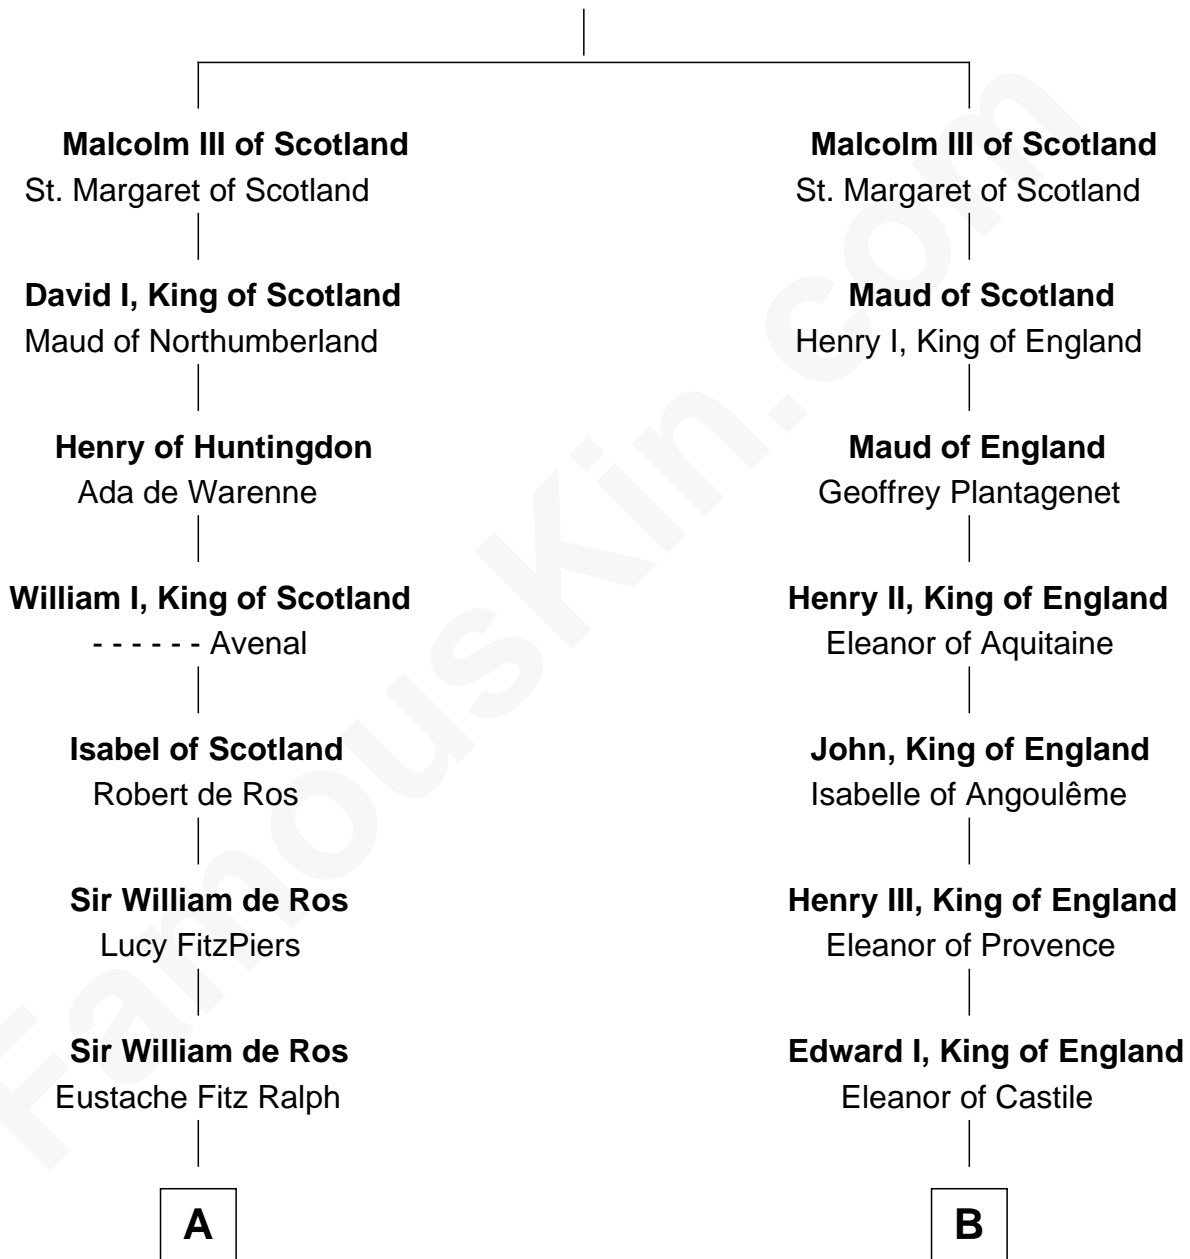 Malcolm III of Scotland
St. Margaret of Scotland
David I, King of Scotland
Maud of Northumberland
Henry of Huntingdon
Ada de Warenne
William I, King of Scotland
- - - - - - Avenal
Isabel of Scotland
Robert de Ros
Sir William de Ros
Lucy FitzPiers
Sir William de Ros
Eustache Fitz Ralph
A
Malcolm III of Scotland
St. Margaret of Scotland
Maud of Scotland
Henry I, King of England
Maud of England
Geoffrey Plantagenet
Henry II, King of England
Eleanor of Aquitaine
John, King of England
Isabelle of Angoulême
Henry III, King of England
Eleanor of Provence
Edward I, King of England
Eleanor of Castile
B
FamousKin.com